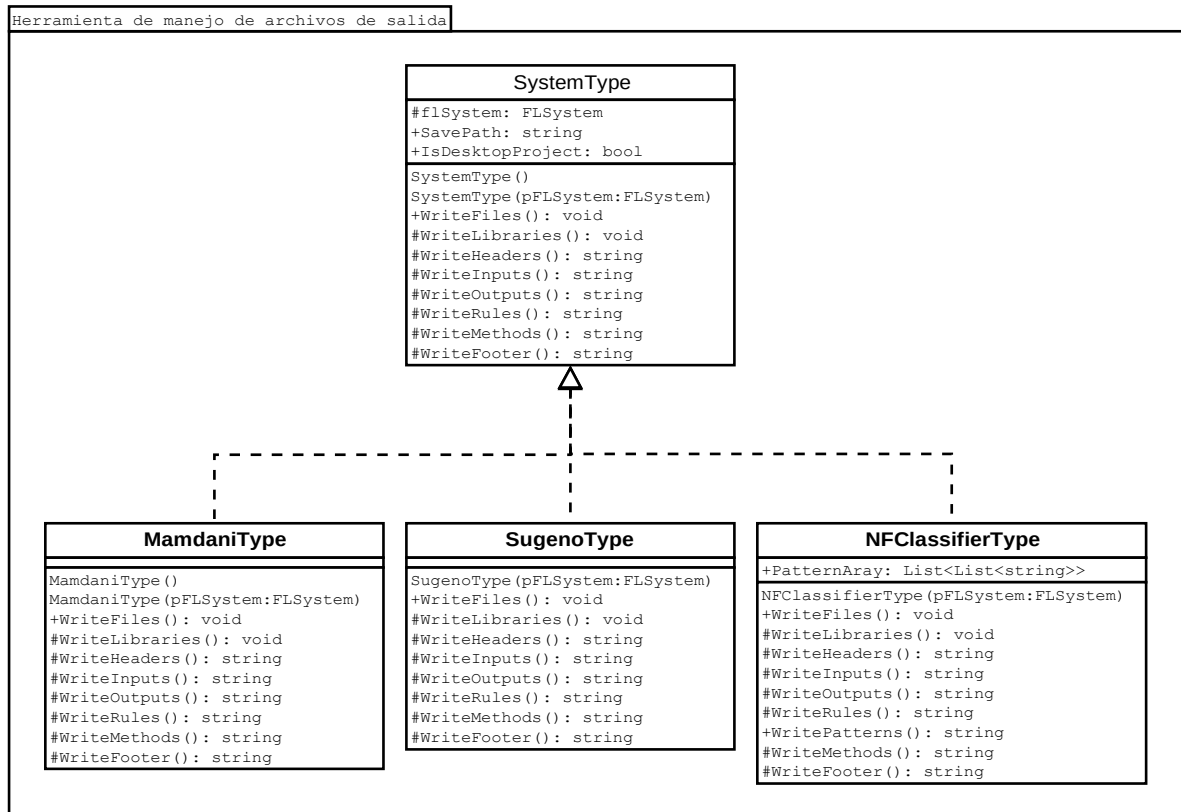 Herramienta de manejo de archivos de salida
SystemType
#flSystem: FLSystem
+SavePath: string
+IsDesktopProject: bool
SystemType()
SystemType(pFLSystem:FLSystem)
+WriteFiles(): void
#WriteLibraries(): void
#WriteHeaders(): string
#WriteInputs(): string
#WriteOutputs(): string
#WriteRules(): string
#WriteMethods(): string
#WriteFooter(): string
MamdaniType
MamdaniType()
MamdaniType(pFLSystem:FLSystem)
+WriteFiles(): void
#WriteLibraries(): void
#WriteHeaders(): string
#WriteInputs(): string
#WriteOutputs(): string
#WriteRules(): string
#WriteMethods(): string
#WriteFooter(): string
SugenoType
SugenoType(pFLSystem:FLSystem)
+WriteFiles(): void
#WriteLibraries(): void
#WriteHeaders(): string
#WriteInputs(): string
#WriteOutputs(): string
#WriteRules(): string
#WriteMethods(): string
#WriteFooter(): string
NFClassifierType
+PatternAray: List<List<string>>
NFClassifierType(pFLSystem:FLSystem)
+WriteFiles(): void
#WriteLibraries(): void
#WriteHeaders(): string
#WriteInputs(): string
#WriteOutputs(): string
#WriteRules(): string
+WritePatterns(): string
#WriteMethods(): string
#WriteFooter(): string